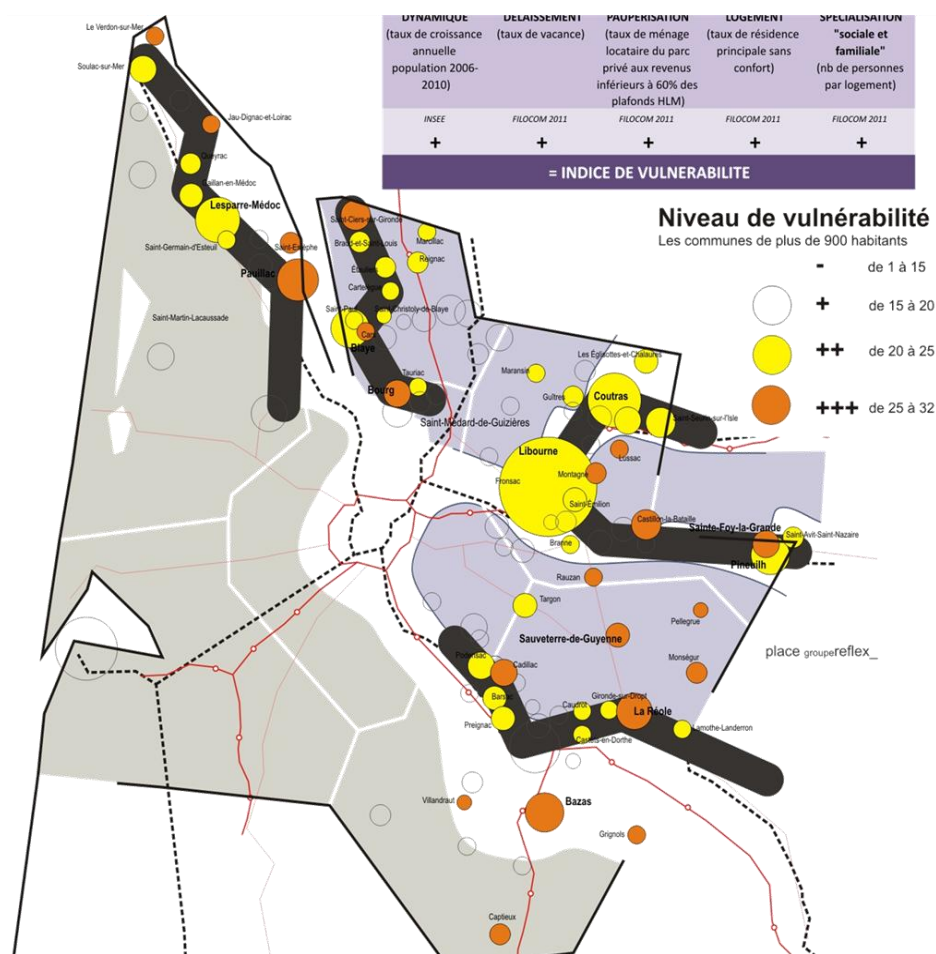 DYNAMIQUE
(taux de croissance
annuelle
population 2006-
2010)
DELAISSEMENT
(taux de vacance)
PAUPERISATION
(taux de ménage
locataire du parc
privé aux revenus
inférieurs à 60% des
plafonds HLM)
LOGEMENT
(taux de résidence
principale sans
confort)
SPECIALISATION
"sociale et
familiale"
(nb de personnes
par logement)
INSEE
FILOCOM 2011
FILOCOM 2011
FILOCOM 2011
FILOCOM 2011
+
+
+
+
+
= INDICE DE VULNERABILITE
Niveau de vulnérabilité
Les communes de plus de 900 habitants
- de 1 à 15
+ de 15 à 20
++ de 20 à 25
+++ de 25 à 32
Le Verdon-sur-Mer
Soulac-sur-Mer
Jau-Dignac-et-Loirac
Queyrac
Gaillan-en-Médoc
Lesparre-Médoc
Saint-Germain-d'Esteuil
Saint-Estèphe
Pauillac
Saint-Martin-Lacaussade
Saint-Ciers-sur-Gironde
Braud-et-Saint-Louis
Marcillac
Reignac
Étauliers
Cartelègue
Saint-Christoly-de-Blaye
Cars
Blaye
Tauriac
Bourg
Saint-Médard-de-Guizières
Les Églisottes-et-Chalaures
Maransin
Guîtres
Coutras
Saint-Seurin-sur-l'Isle
Libourne
Lussac
Montagne
Fronsac
Saint-Émilion
Castillon-la-Bataille
Sainte-Foy-la-Grande
Saint-Avit-Saint-Nazaire
Branne
Pineuilh
Rauzan
Targon
Pellegrue
Sauveterre-de-Guyenne
place groupereflex_
Podensac
Cadillac
Monségur
Barsac
Gironde-sur-Dropt
Caudrot
La Réole
Preignac
Lamothe-Landerron
Castets-en-Dorthe
Villandraut
Bazas
Grignols
Captieux